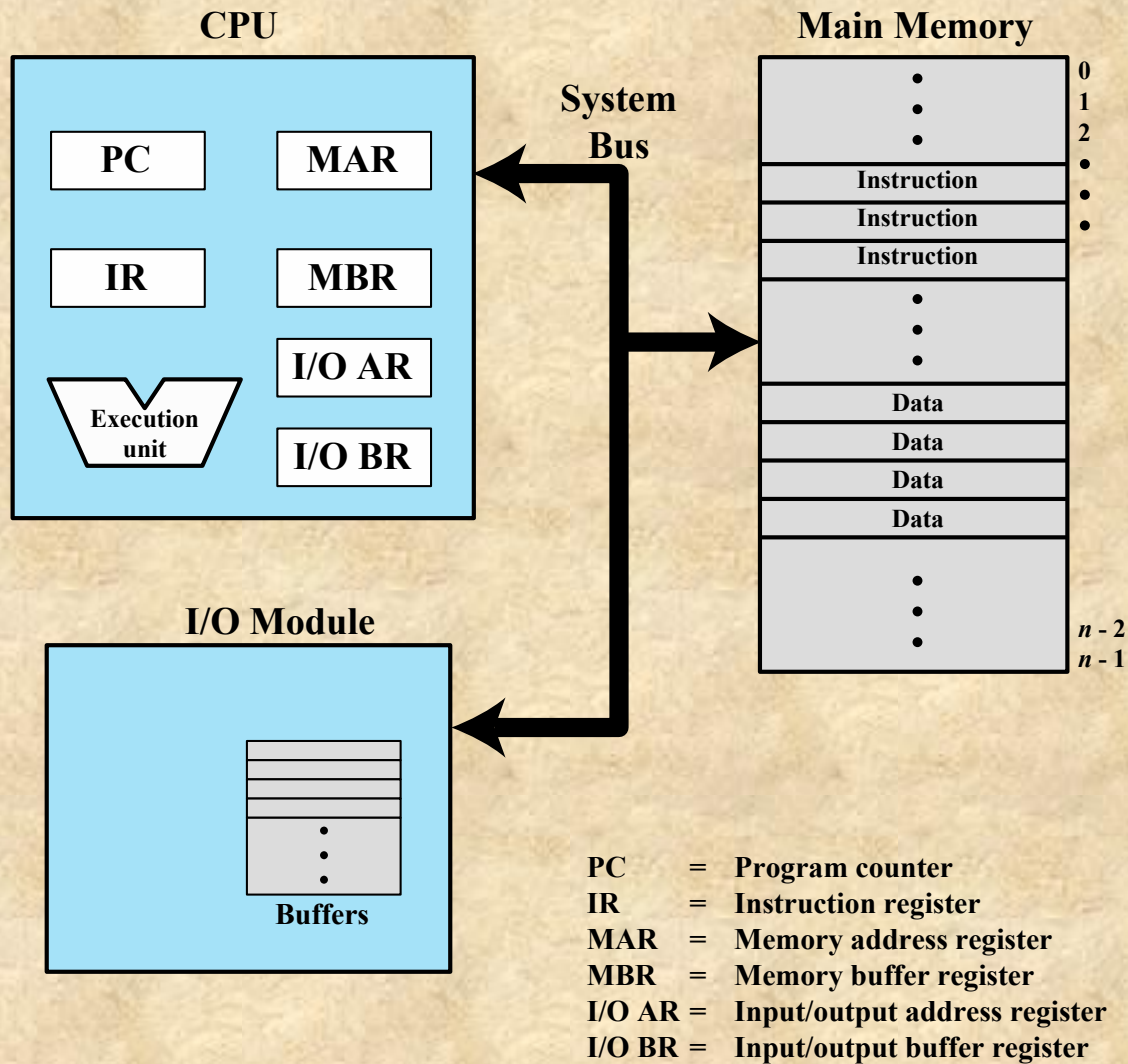 CPU
PC
MAR
IR
MBR
I/O AR
I/O BR
Execution
unit
System
Bus
Main Memory
0
1
2
Instruction
Instruction
Instruction
Data
Data
Data
Data
n - 2
n - 1
I/O Module
Buffers
PC = Program counter
IR = Instruction register
MAR = Memory address register
MBR = Memory buffer register
I/O AR = Input/output address register
I/O BR = Input/output buffer register